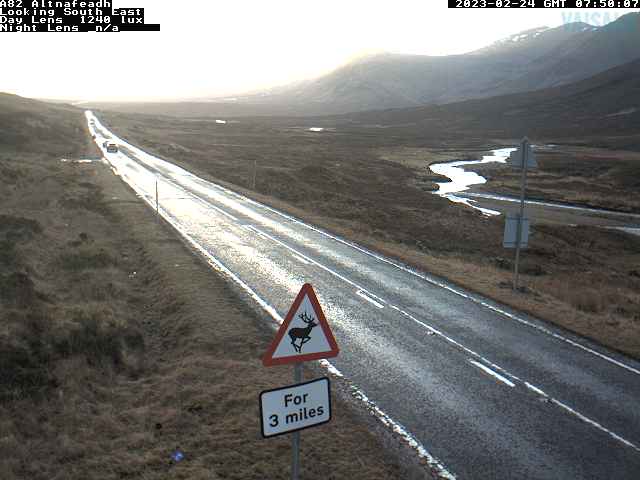 A82 Altnafeadh
Looking South East
Day Lens 1240 lux
Night Lens n/a
2023-02-24 GMT 07:50:07
VAISALA
For
3 miles